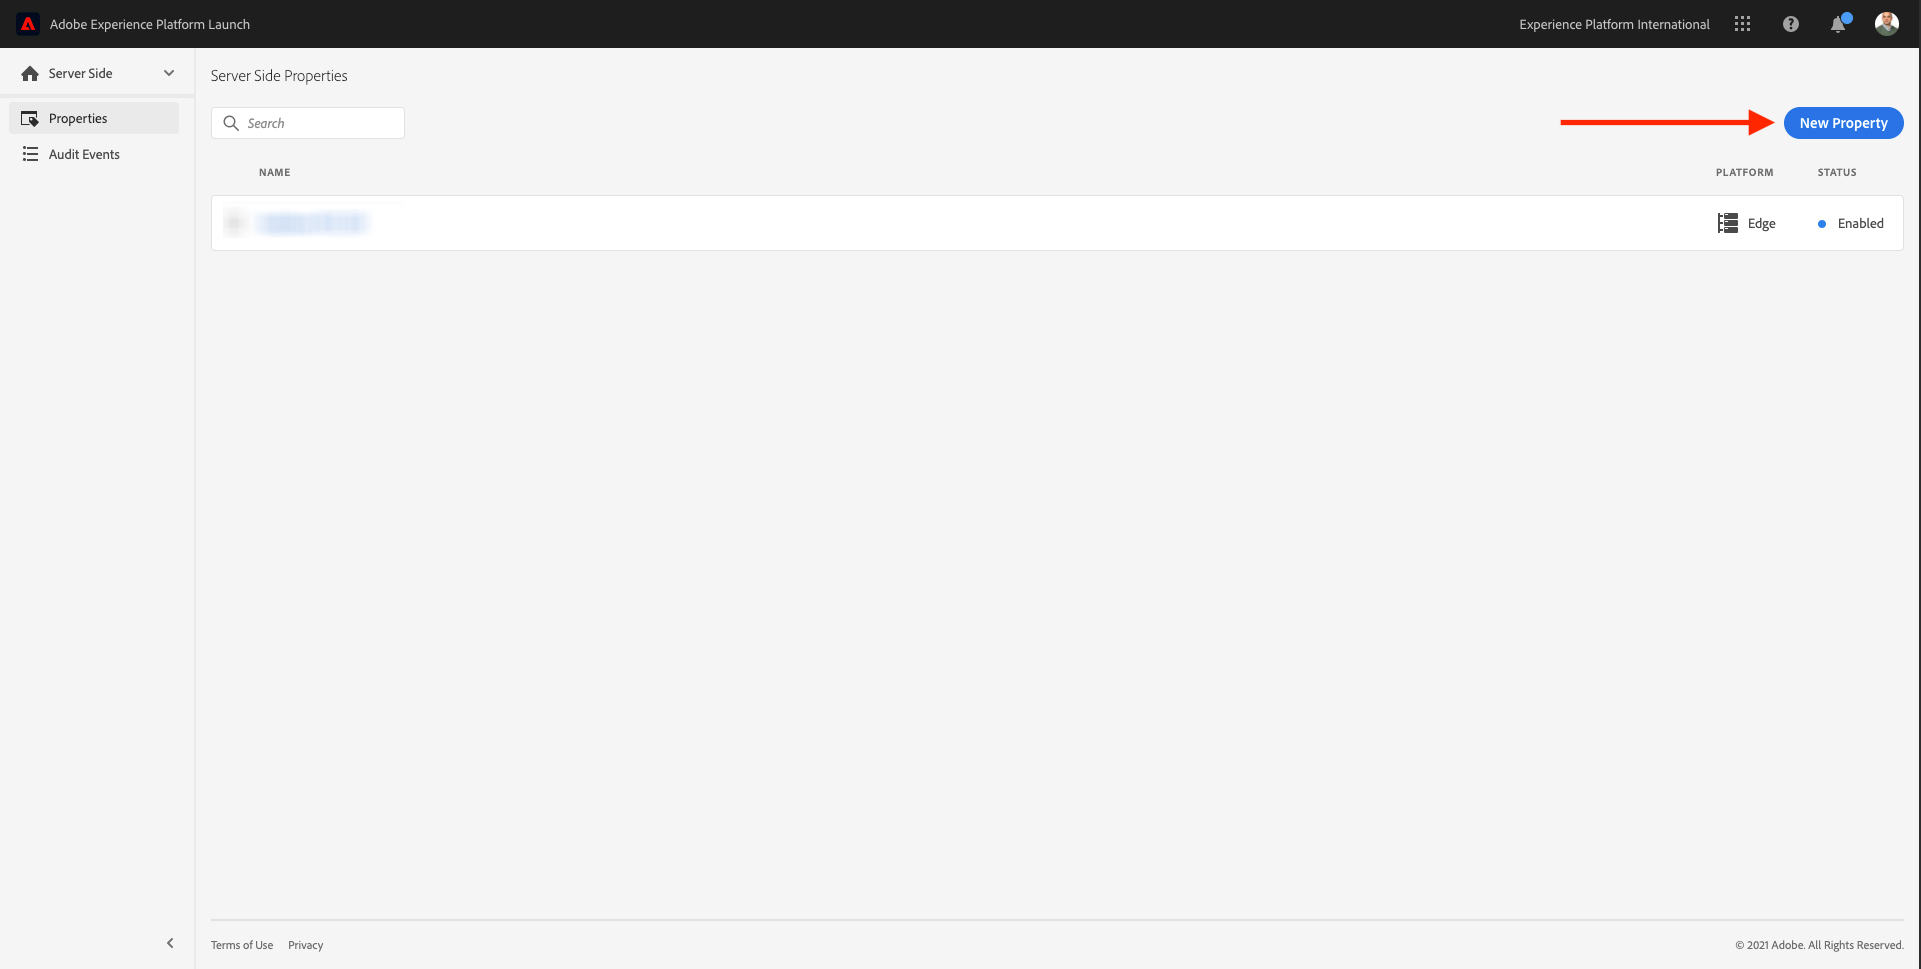 Adobe Experience Platform Launch
Experience Platform International
Server Side
Properties
Audit Events
Server Side Properties
Search
New Property
NAME
PLATFORM
STATUS
Edge
Enabled
Terms of Use
Privacy
© 2021 Adobe. All Rights Reserved.